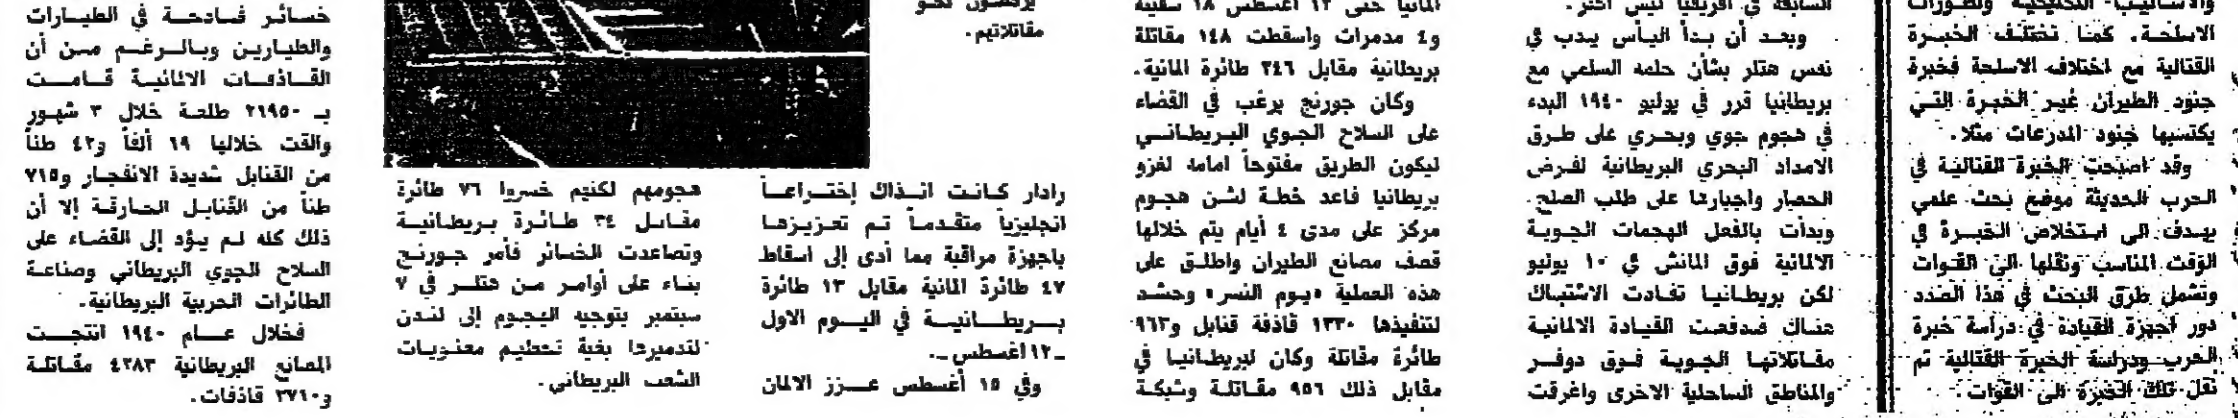 والاساليب التكتيكية وتطورات
الاسلحة. كما تختلف الخبرة
القتالية مع اختلاف الاسلحة فخبرة
جنود الطيران غير الخبرة التي
يكتسبها جنود المدرعات مثلا.
وقد اصبحت الخبرة القتالية في
الحرب الحديثة موضع بحث علمي
يهدف الى استخلاص الخبرة في
الوقت المناسب ونقلها الى القوات
وتشمل طرق البحث في هذا الصدد
دور اجهزة القيادة في دراسة خبرة
الحرب ودراسة الخبرة القتالية ثم
نقل تلك الخبرة الى القوات.
السابقة في افريقيا ليس اكثر.
وبعد أن بدأ اليأس يدب في
نفس هتلر بشأن حلمه السلمي مع
بريطانيا قرر في يوليو ١٩٤٠ البدء
في هجوم جوي وبحري على طرق
الامداد البحري البريطانية لفرض
الحصار واجبارها على طلب الصلح.
وبدأت بالفعل الهجمات الجوية
الالمانية فوق المانش في ١٠ يوليو
لكن بريطانيا تفادت الاشتباك
هناك فدفعت القيادة الالمانية
مقاتلاتها الجوية فوق دوفر
والمناطق الساحلية الاخرى واغرقت
المانيا حتى ١٢ اغسطس ١٨ سفينة
و٤ مدمرات واسقطت ١٤٨ مقاتلة
بريطانية مقابل ٢٤٦ طائرة المانية.
وكان جورنج يرغب في القضاء
على السلاح الجوي البريطاني
ليكون الطريق مفتوحاً امامه لغزو
بريطانيا فاعد خطة لشن هجوم
مركز على مدى ٤ أيام يتم خلالها
قصف مصانع الطيران واطلق على
هذه العملية «يوم النسر» وحشد
لتنفيذها ١٣٣٠ قاذفة قنابل و٩٦٣
طائرة مقاتلة وكان لبريطانيا في
مقابل ذلك ٩٥٦ مقاتلة وشبكة
يركضون نحو
مقاتلاتهم.
رادار كانت انذاك إختراعاً
انجليزياً متقدماً تم تعزيزها
باجهزة مراقبة مما أدى إلى اسقاط
٤٧ طائرة المانية مقابل ١٣ طائرة
بريطانية في اليوم الاول
ـ١٢ اغسطس ـ.
وفي ١٥ أغسطس عزز الالمان
هجومهم لكنهم خسروا ٧٦ طائرة
مقابل ٣٤ طائرة بريطانية
وتصاعدت الخسائر فأمر جورنج
بناء على أوامر من هتلر في ٧
سبتمبر بتوجيه الهجوم إلى لندن
لتدميرها بغية تحطيم معنويات
الشعب البريطاني.
خسائر فادحة في الطيارات
والطيارين وبالرغم من أن
القاذفات الالمانية قامت
بـ ٢١٩٥٠ طلعة خلال ٣ شهور
والقت خلالها ١٩ ألفاً و٤٢ طناً
من القنابل شديدة الانفجار و٧١٥
طناً من القنابل الحارقة إلا أن
ذلك كله لم يؤد إلى القضاء على
السلاح الجوي البريطاني وصناعة
الطائرات الحربية البريطانية.
فخلال عام ١٩٤٠ انتجت
المصانع البريطانية ٤٢٨٣ مقاتلة
و٣٧١٠ قاذفات.